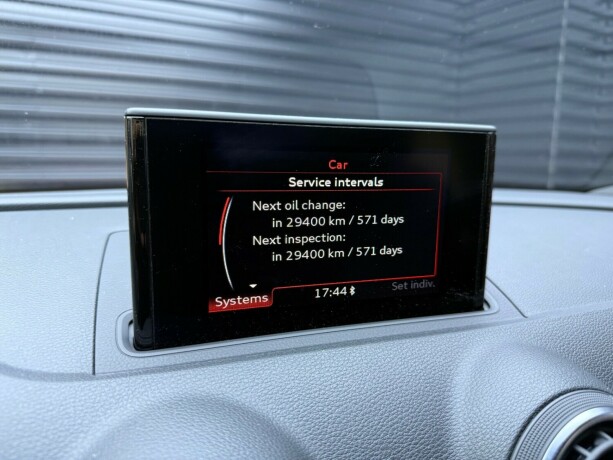 Car
Service intervals
Next oil change:
in 29400 km / 571 days
Next inspection:
in 29400 km / 571 days
Systems
17:44
Set indiv.